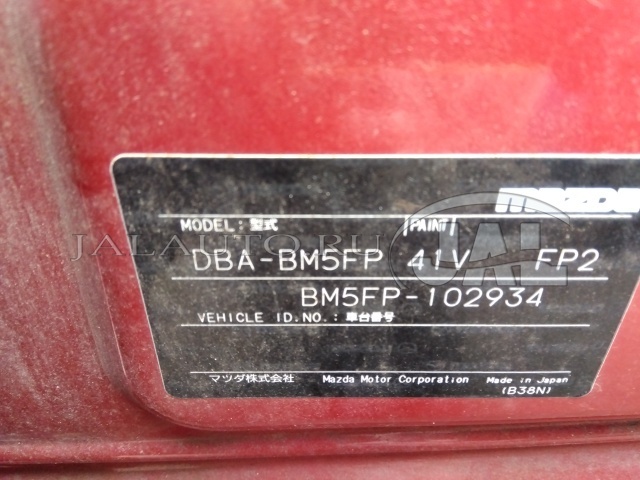 mazda
MODEL: 型式 PAINT
DBA-BM5FP 41V FP2
BM5FP-102934
VEHICLE ID.NO.: 車台番号
マツダ株式会社 Mazda Motor Corporation Made in Japan
(B38N)
JALAUTO.RU JAL